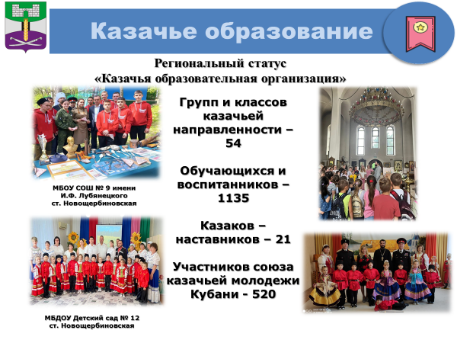 Казачье образование
Региональный статус
«Казачья образовательная организация»
Групп и классов
казачьей
направленности –
54
Обучающихся и
воспитанников –
1135
Казаков –
наставников – 21
Участников союза
казачьей молодежи
Кубани - 520
МБОУ СОШ № 9 имени
И.Ф. Лубянецкого
ст. Новощербиновская
МБДОУ Детский сад № 12
ст. Новощербиновская